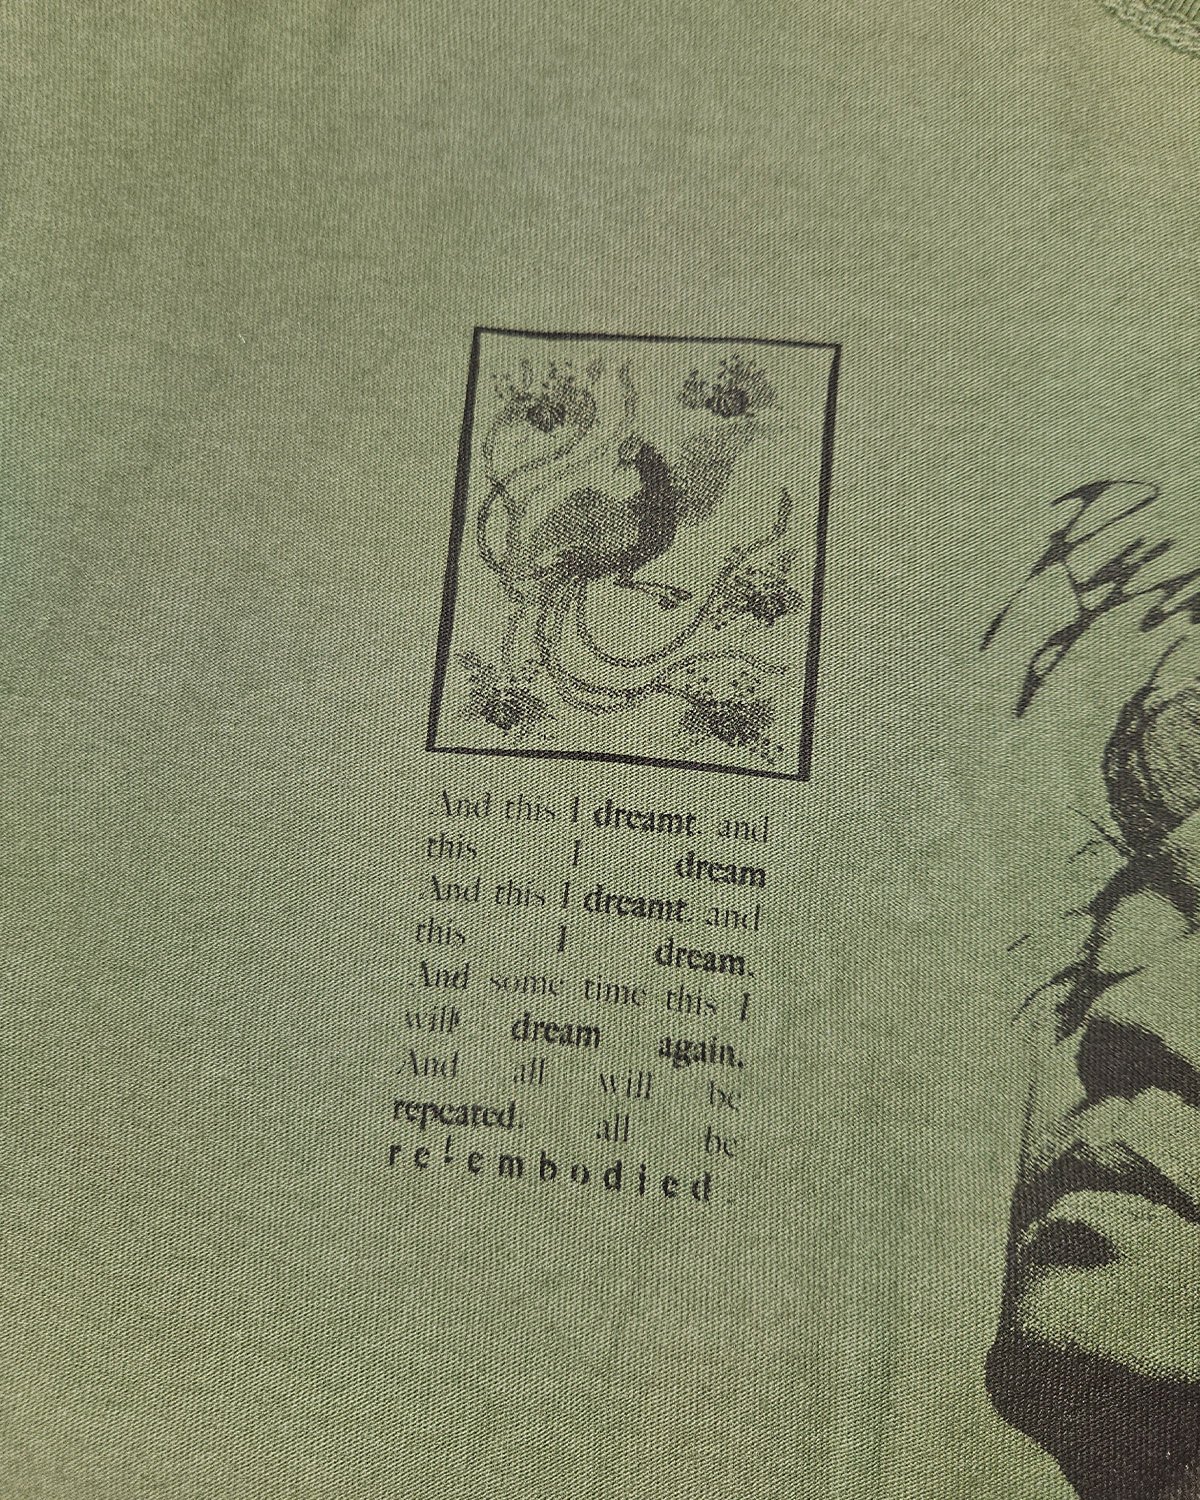 And this I dreamt, and
this I dream
And this I dreamt, and
this I dream.
And some time this I
will dream again.
And all will be
repeated, all be
re-embodied.